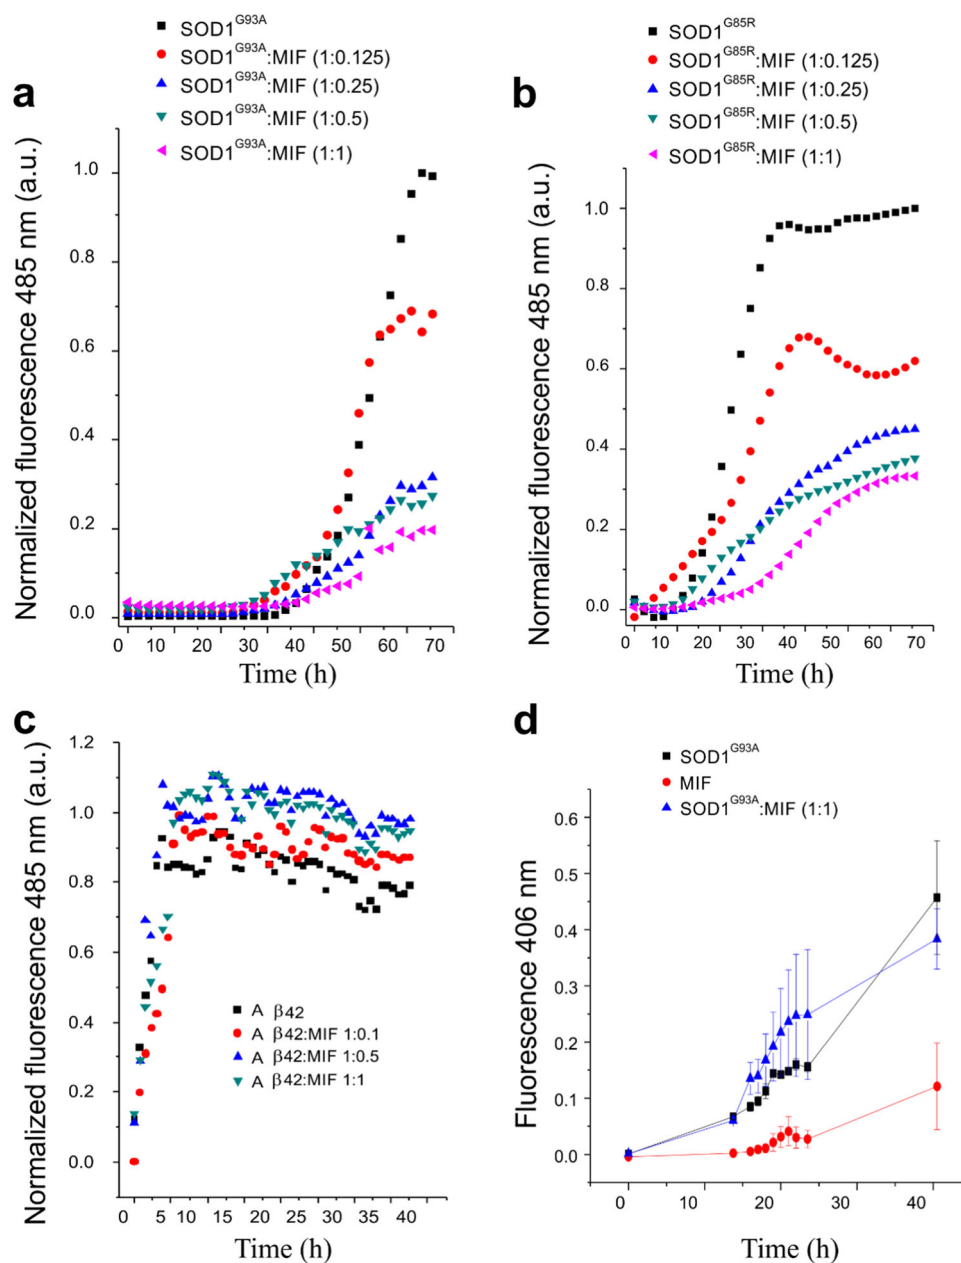 a
SOD1G93A
SOD1G93A:MIF (1:0.125)
SOD1G93A:MIF (1:0.25)
SOD1G93A:MIF (1:0.5)
SOD1G93A:MIF (1:1)
Normalized fluorescence 485 nm (a.u.)
1.0
0.8
0.6
0.4
0.2
0.0
0 10 20 30 40 50 60 70
Time (h)
b
SOD1G85R
SOD1G85R:MIF (1:0.125)
SOD1G85R:MIF (1:0.25)
SOD1G85R:MIF (1:0.5)
SOD1G85R:MIF (1:1)
Normalized fluorescence 485 nm (a.u.)
1.0
0.8
0.6
0.4
0.2
0.0
0 10 10 20 30 40 50 60 70
Time (h)
c
Normalized fluorescence 485 nm (a.u.)
1.2
1.0
0.8
0.6
0.4
0.2
0.0
A β42
A β42:MIF 1:0.1
A β42:MIF 1:0.5
A β42:MIF 1:1
0 5 10 10 20 30 35 40 40
Time (h)
d
SOD1G93A
MIF
SOD1G93A:MIF (1:1)
Fluorescence 406 nm
0.6
0.5
0.4
0.3
0.2
0.1
0.0
0 10 20 30 40
Time (h)